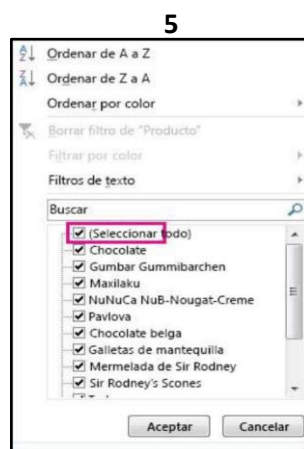 5
Ordenar de A a Z
Ordenar de Z a A
Ordenar por color
Borrar filtro de "Producto"
Filtrar por color
Filtros de texto
Buscar
(Seleccionar todo)
Chocolate
Gumbar Gummibarchen
Maxilaku
NuNuCa NuB-Nougat-Creme
Pavlova
Chocolate belga
Galletas de mantequilla
Mermelada de Sir Rodney
Sir Rodney's Scones
Aceptar Cancelar